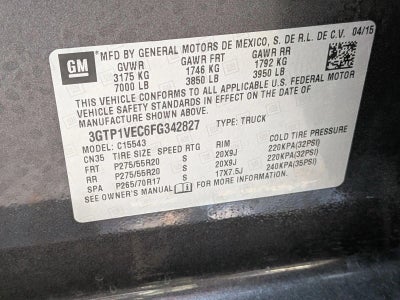 GM
*MFD BY GENERAL MOTORS DE MEXICO, S. DE R.L. DE C.V. 04/15
GVWR GAWR FRT GAWR RR
3175 KG 1746 KG 1792 KG
7000 LB 3850 LB 3950 LB
THIS VEHICLE CONFORMS TO ALL APPLICABLE U.S. FEDERAL MOTOR
VEHICLE SAFETY STANDARDS IN EFFECT ON THE DATE OF
MANUFACTURE SHOWN ABOVE.
3GTP1VEC6FG342827 TYPE: TRUCK
MODEL: C15543
CN35 TIRE SIZE SPEED RTG RIM COLD TIRE PRESSURE
FRT P275/55R20 S 20X9J 220KPA(32PSI)
RR P275/55R20 S 20X9J 220KPA(32PSI)
SPA P265/70R17 S 17X7.5J 240KPA(35PSI)
SEE OWNER'S MANUAL